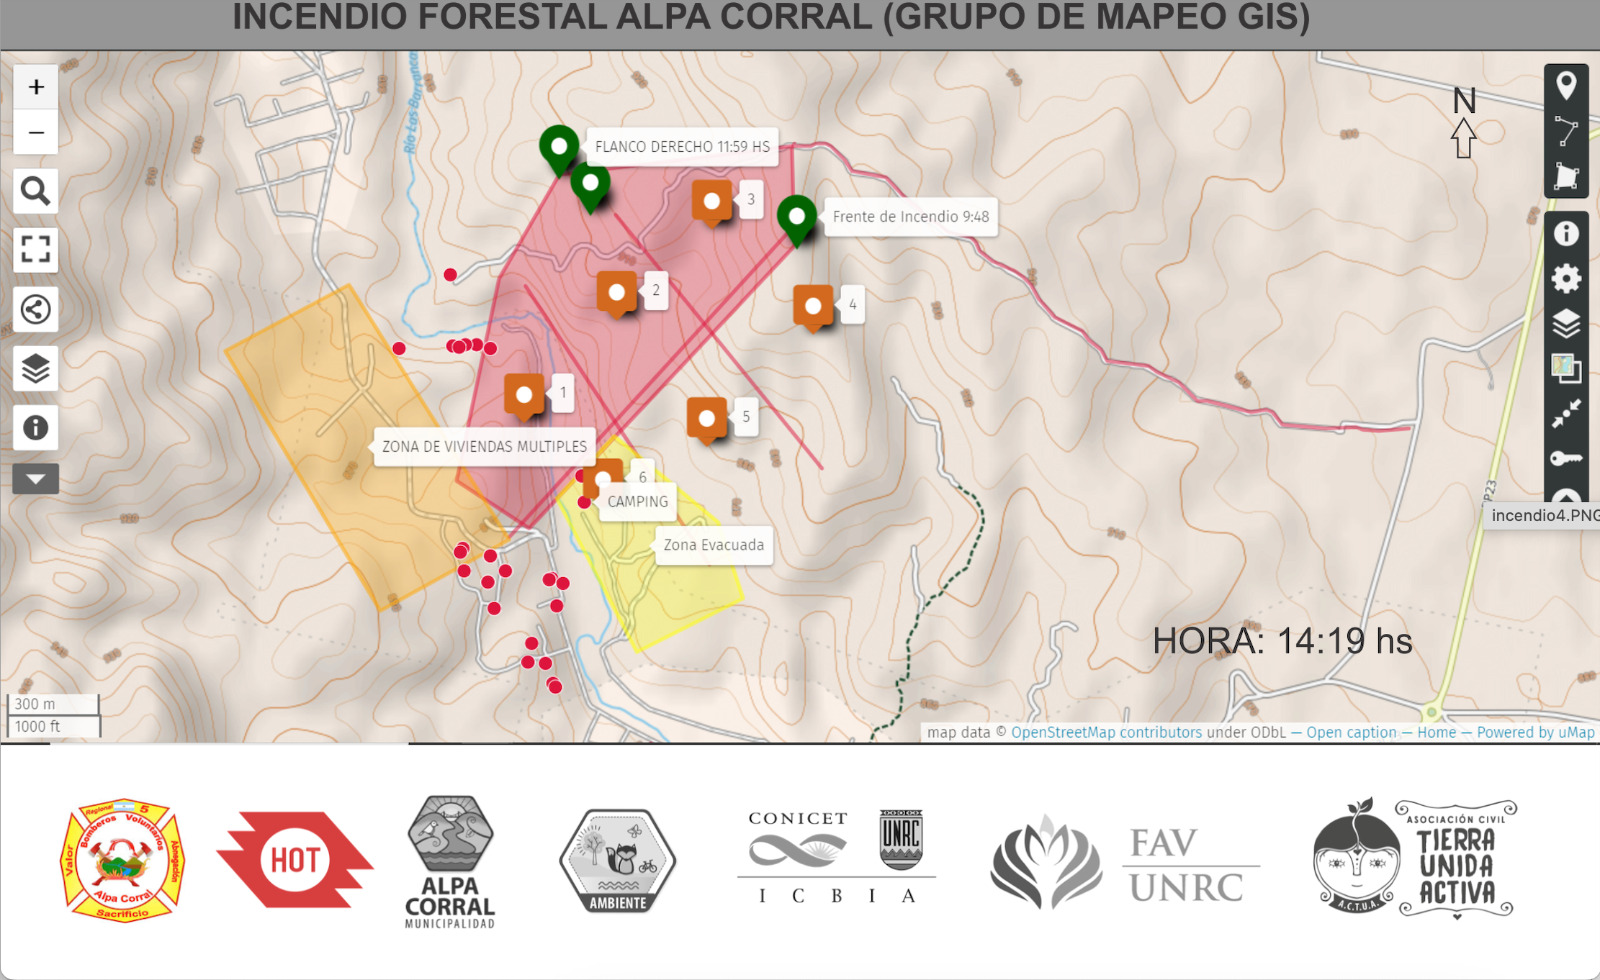 INCENDIO FORESTAL ALPA CORRAL (GRUPO DE MAPEO GIS)
+
−
Río Las Barrancas
N
FLANCO DERECHO 11:59 HS
3
Frente de Incendio 9:48
2
4
1
5
ZONA DE VIVIENDAS MULTIPLES
6
CAMPING
Zona Evacuada
P23
incendio4.PNG
920
HORA: 14:19 hs
300 m
1000 ft
map data © OpenStreetMap contributors under ODbL — Open caption — Home — Powered by uMap
Regional 5
Bomberos Voluntarios
Valor
Abnegación
Alpa Corral
Sacrificio
HOT
ALPA
CORRAL
MUNICIPALIDAD
AMBIENTE
CONICET
UNRC
I C B I A
FAV
UNRC
A.C.T.U.A.
ASOCIACIÓN CIVIL
TIERRA
UNIDA
ACTIVA